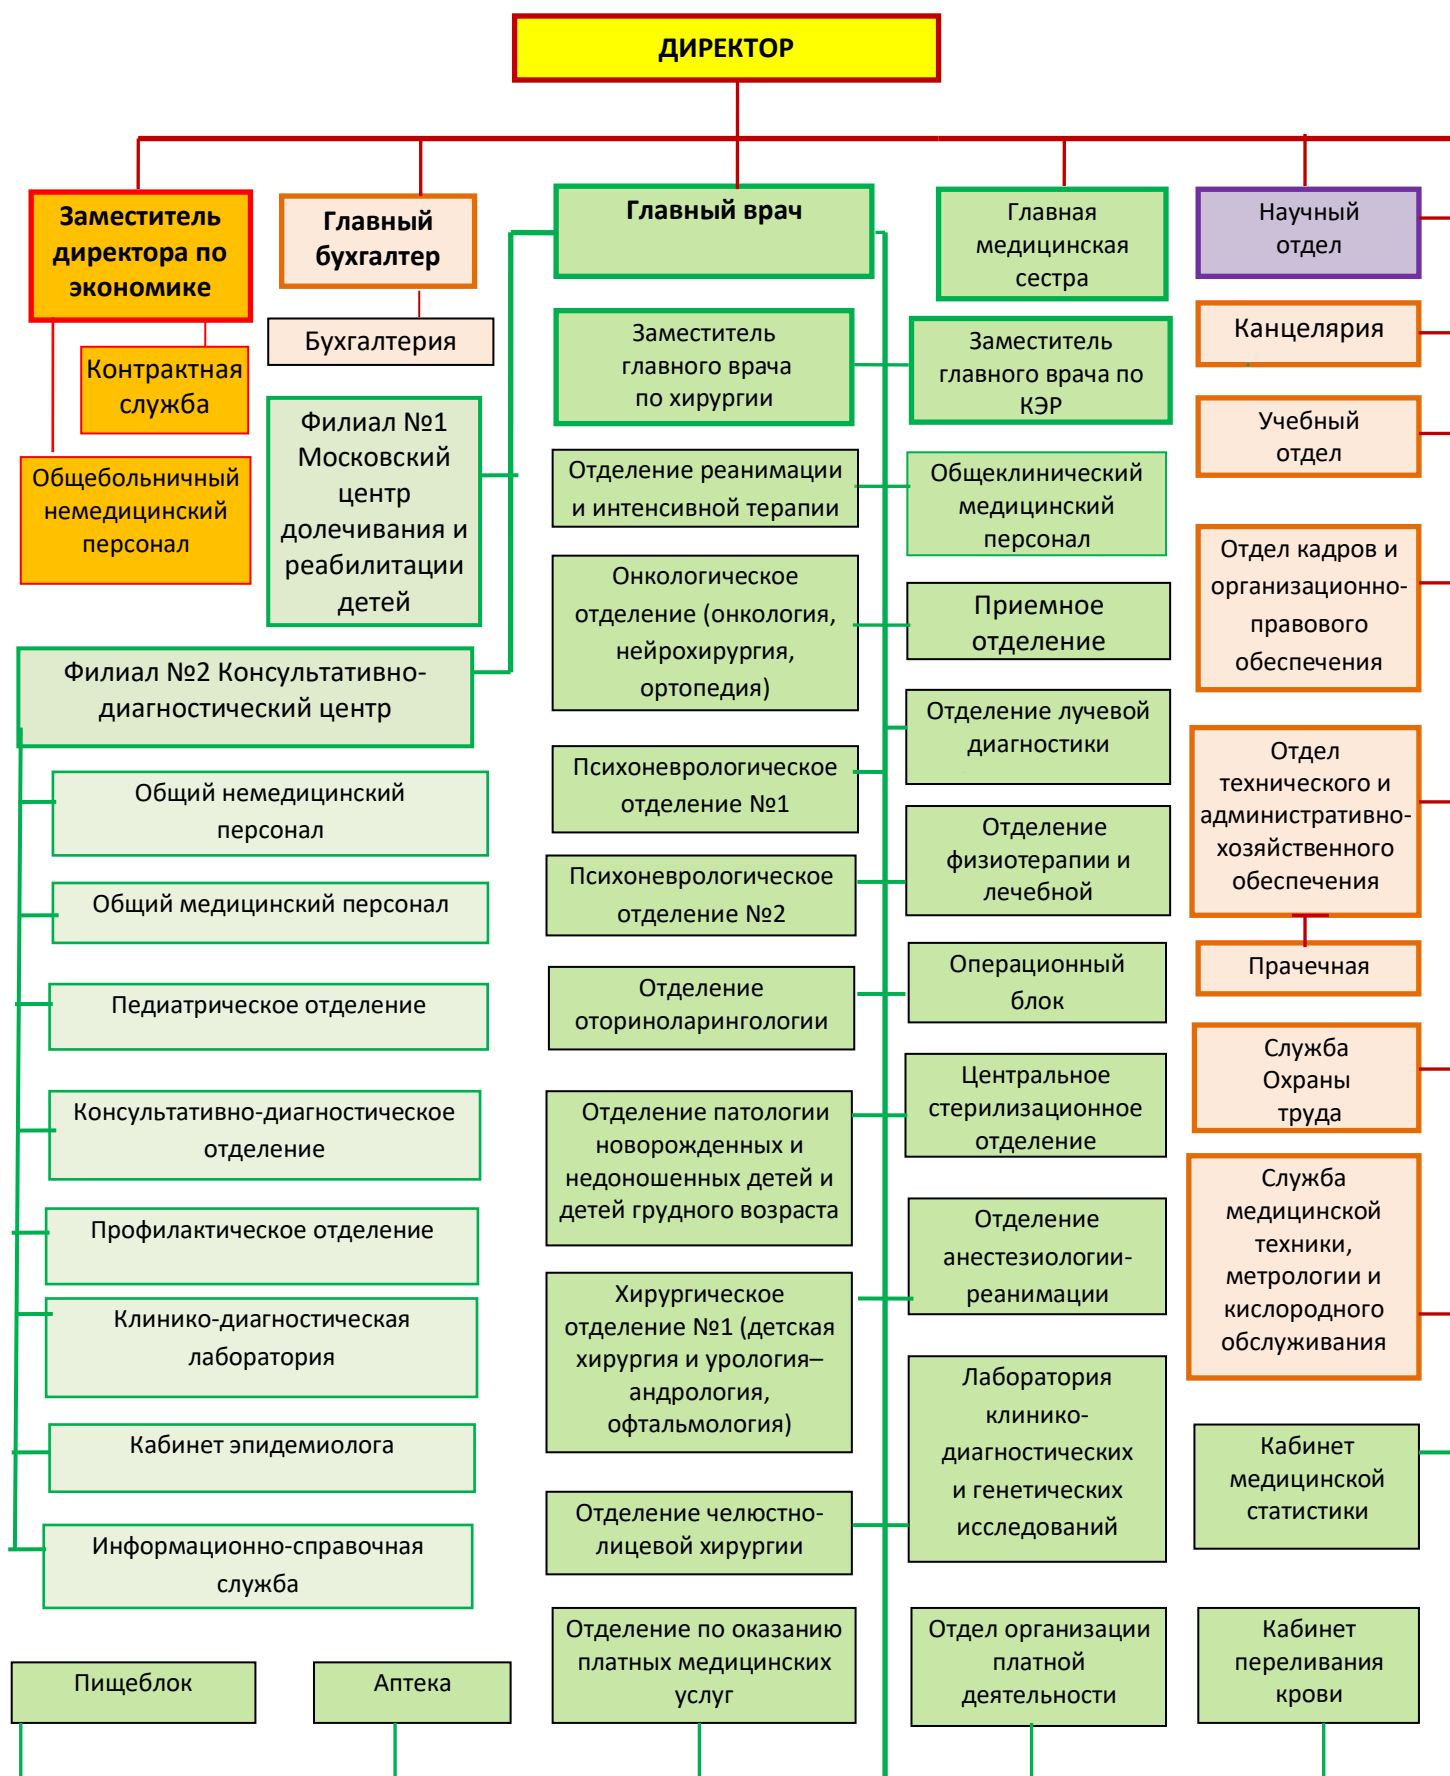 ДИРЕКТОР
Заместитель
директора по
экономике
Главный
бухгалтер
Главный врач
Главная
медицинская
сестра
Научный
отдел
Контрактная
служба
Общебольничный
немедицинский
персонал
Бухгалтерия
Филиал №1
Московский
центр
долечивания и
реабилитации
детей
Филиал №2 Консультативно-
диагностический центр
Общий немедицинский
персонал
Общий медицинский персонал
Педиатрическое отделение
Консультативно-диагностическое
отделение
Профилактическое отделение
Клинико-диагностическая
лаборатория
Кабинет эпидемиолога
Информационно-справочная
служба
Пищеблок
Аптека
Заместитель
главного врача
по хирургии
Отделение реанимации
и интенсивной терапии
Онкологическое
отделение (онкология,
нейрохирургия,
ортопедия)
Психоневрологическое
отделение №1
Психоневрологическое
отделение №2
Отделение
оториноларингологии
Отделение патологии
новорожденных и
недоношенных детей и
детей грудного возраста
Хирургическое
отделение №1 (детская
хирургия и урология–
андрология,
офтальмология)
Отделение челюстно-
лицевой хирургии
Отделение по оказанию
платных медицинских
услуг
Заместитель
главного врача по
КЭР
Общеклинический
медицинский
персонал
Приемное
отделение
Отделение лучевой
диагностики
Отделение
физиотерапии и
лечебной
Операционный
блок
Центральное
стерилизационное
отделение
Отделение
анестезиологии-
реанимации
Лаборатория
клинико-
диагностических
и генетических
исследований
Отдел организации
платной
деятельности
Канцелярия
Учебный
отдел
Отдел кадров и
организационно-
правового
обеспечения
Отдел
технического и
административно-
хозяйственного
обеспечения
Прачечная
Служба
Охраны
труда
Служба
медицинской
техники,
метрологии и
кислородного
обслуживания
Кабинет
медицинской
статистики
Кабинет
переливания
крови